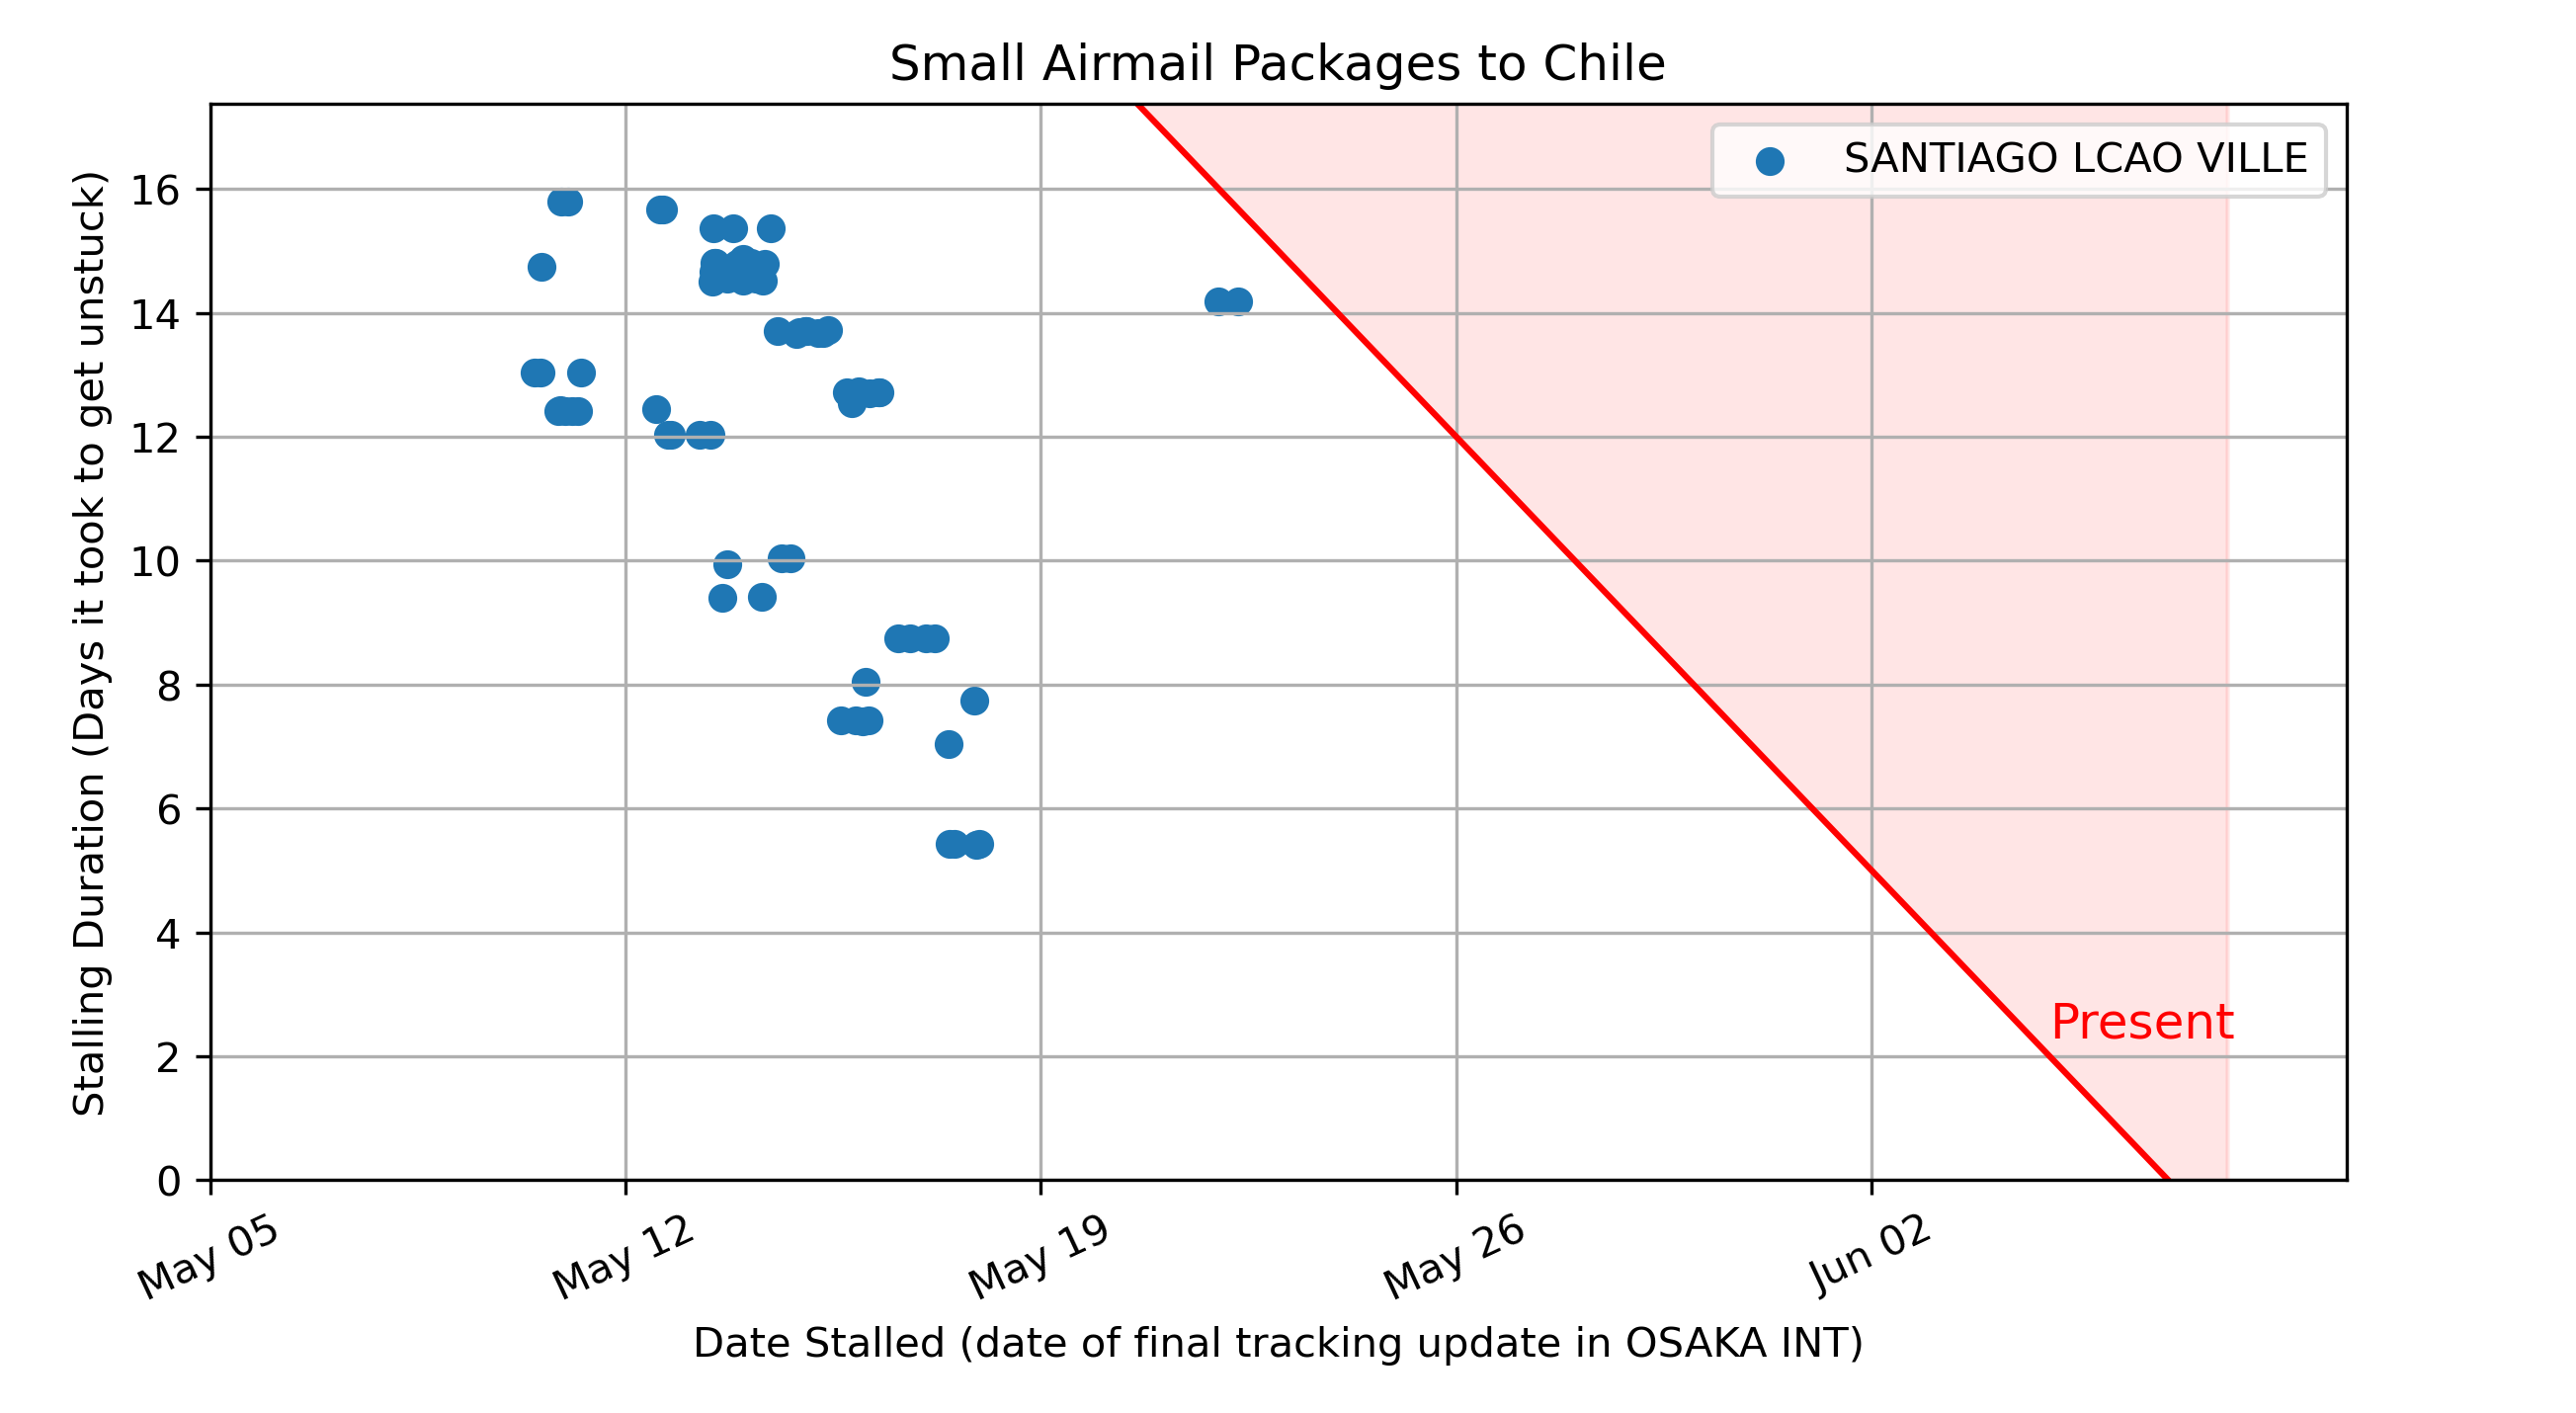 Small Airmail Packages to Chile
SANTIAGO LCAO VILLE
Stalling Duration (Days it took to get unstuck)
16
14
12
10
8
6
4
2
0
Present
May 05
May 12
May 19
May 26
Jun 02
Date Stalled (date of final tracking update in OSAKA INT)